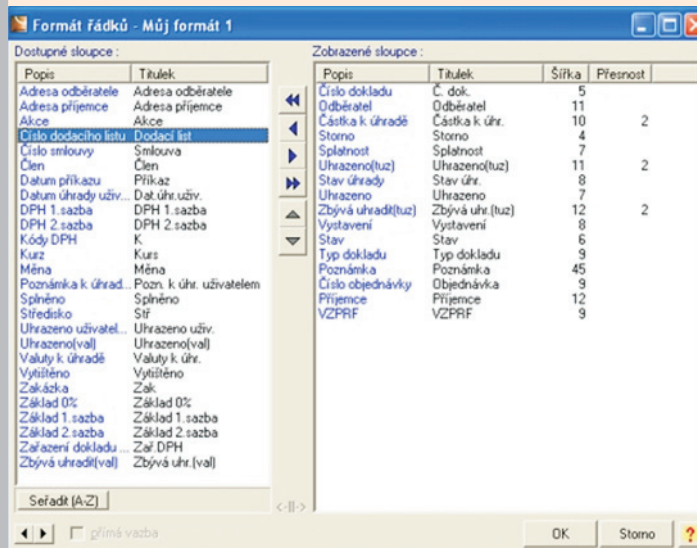 Formát řádků - Můj formát 1
Dostupné sloupce :
Popis Titulek
Adresa odběratele Adresa odběratele
Adresa příjemce Adresa příjemce
Akce Akce
Číslo dodacího listu Dodací list
Číslo smlouvy Smlouva
Člen Člen
Datum příkazu Příkaz
Datum úhrady uživ... Dat.úhr.uživ.
DPH 1.sazba DPH 1.sazba
DPH 2.sazba DPH 2.sazba
Kódy DPH K
Kurz Kurs
Měna Měna
Poznámka k úhrad... Pozn. k úhr. uživatelem
Splněno Splněno
Středisko Stř
Uhrazeno uživatel... Uhrazeno uživ.
Uhrazeno(val) Uhrazeno(val)
Valuty k úhradě Valuty k úhr.
Vytištěno Vytištěno
Zakázka Zak
Základ 0% Základ 0%
Základ 1.sazba Základ 1.sazba
Základ 2.sazba Základ 2.sazba
Zařazení dokladu ... Zař.DPH
Zbývá uhradit(val) Zbývá uhr.(val)
Seřadit (A-Z)
přímá vazba
<-||->
Zobrazené sloupce :
Popis Titulek Šířka Přesnost
Číslo dokladu Č. dok. 5
Odběratel Odběratel 11
Částka k úhradě Částka k úhr. 10 2
Storno Storno 4
Splatnost Splatnost 7
Uhrazeno(tuz) Uhrazeno(tuz) 11 2
Stav úhrady Stav úhr. 8
Uhrazeno Uhrazeno 7
Zbývá uhradit(tuz) Zbývá uhr.(tuz) 12 2
Vystavení Vystavení 8
Stav Stav 6
Typ dokladu Typ dokladu 9
Poznámka Poznámka 45
Číslo objednávky Objednávka 9
Příjemce Příjemce 12
VZPRF VZPRF 9
OK Storno ?